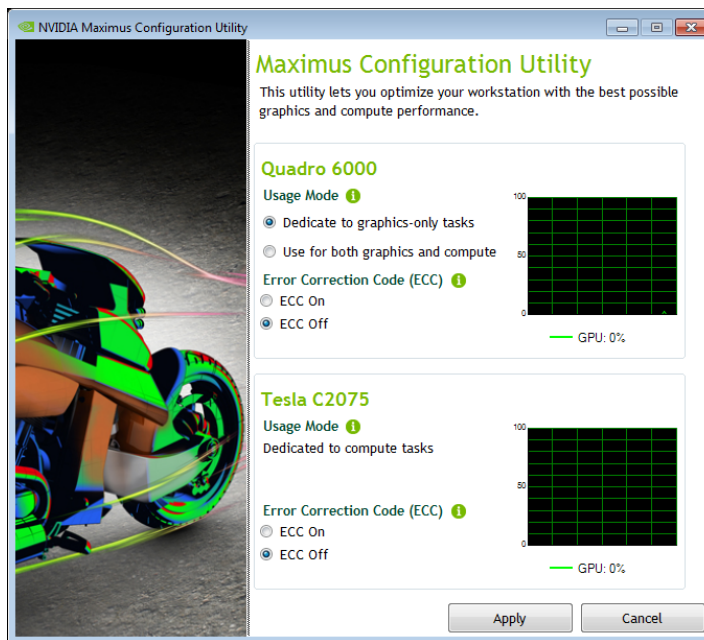 NVIDIA Maximus Configuration Utility
Maximus Configuration Utility
This utility lets you optimize your workstation with the best possible
graphics and compute performance.
Quadro 6000
Usage Mode
Dedicate to graphics-only tasks
Use for both graphics and compute
Error Correction Code (ECC)
ECC On
ECC Off
100
50
0
GPU: 0%
Tesla C2075
Usage Mode
Dedicated to compute tasks
Error Correction Code (ECC)
ECC On
ECC Off
100
50
0
GPU: 0%
Apply
Cancel